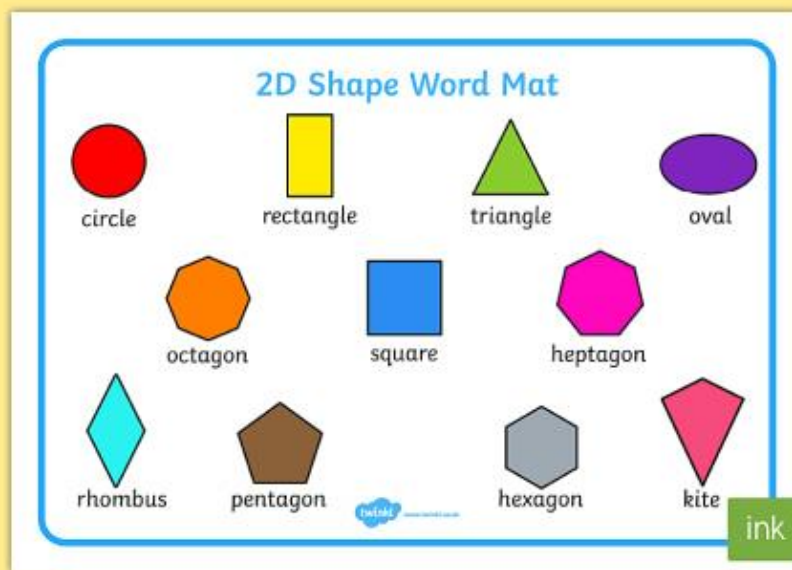 2D Shape Word Mat
circle rectangle triangle oval
octagon square heptagon
rhombus pentagon hexagon kite
twinkl
ink